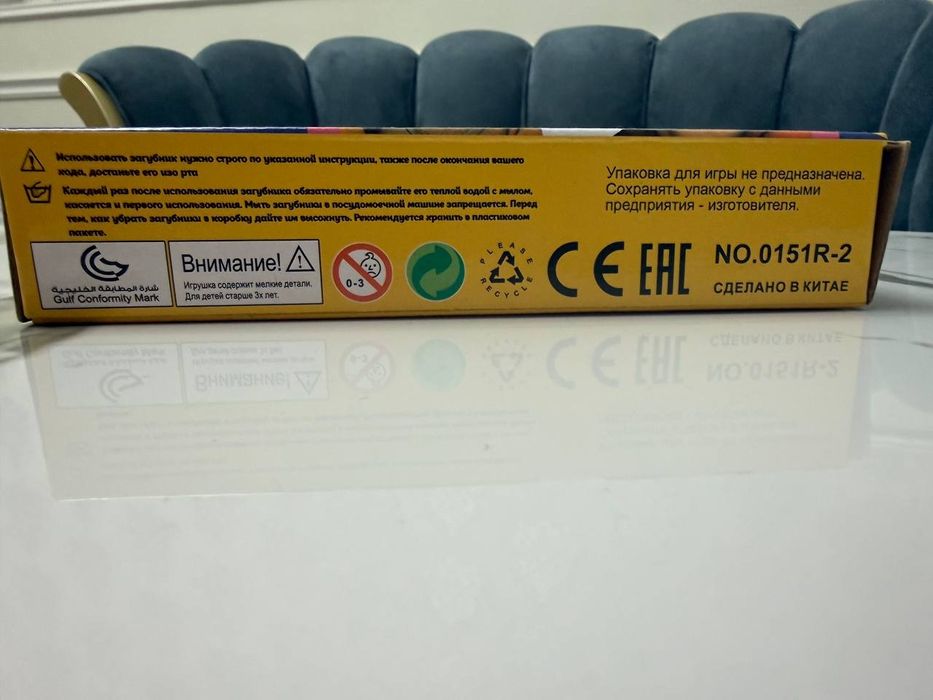 Использовать загубник нужно строго по указанной инструкции, также после окончания вашего
хода, достаньте его изо рта
Каждый раз после использования загубника обязательно промывайте его теплой водой с мылом,
касается и первого использования. Мыть загубники в посудомоечной машине запрещается. Перед
тем, как убрать загубники в коробку дайте им высохнуть. Рекомендуется хранить в пластиковом
пакете.
Упаковка для игры не предназначена.
Сохранять упаковку с данными
предприятия - изготовителя.
شارة المطابقة الخليجية
Gulf Conformity Mark
Внимание!
Игрушка содержит мелкие детали.
Для детей старше 3х лет.
0-3
PLEASE
RECYCLE
CE
EAC
NO.0151R-2
СДЕЛАНО В КИТАЕ